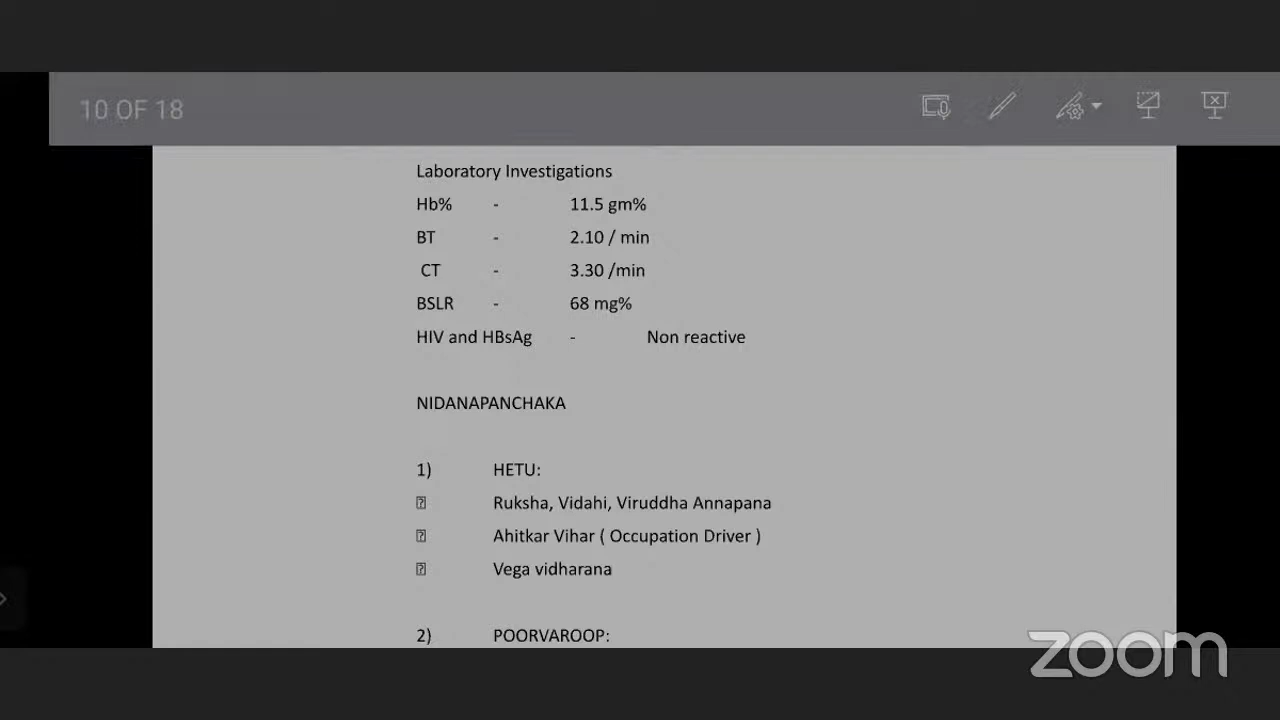 10 OF 18
Laboratory Investigations
Hb% - 11.5 gm%
BT - 2.10 / min
CT - 3.30 /min
BSLR - 68 mg%
HIV and HBsAg - Non reactive
NIDANAPANCHAKA
1) HETU:
Ruksha, Vidahi, Viruddha Annapana
Ahitkar Vihar ( Occupation Driver )
Vega vidharana
2) POORVAROOP:
zoom